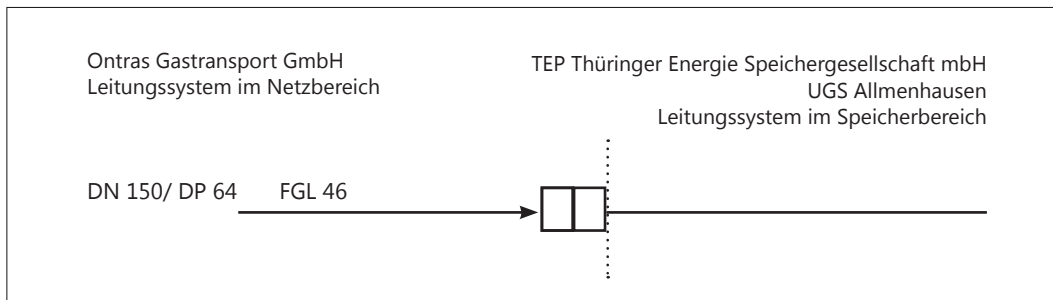 Ontras Gastransport GmbH
Leitungssystem im Netzbereich
TEP Thüringer Energie Speichergesellschaft mbH
UGS Allmenhausen
Leitungssystem im Speicherbereich
DN 150/ DP 64 FGL 46